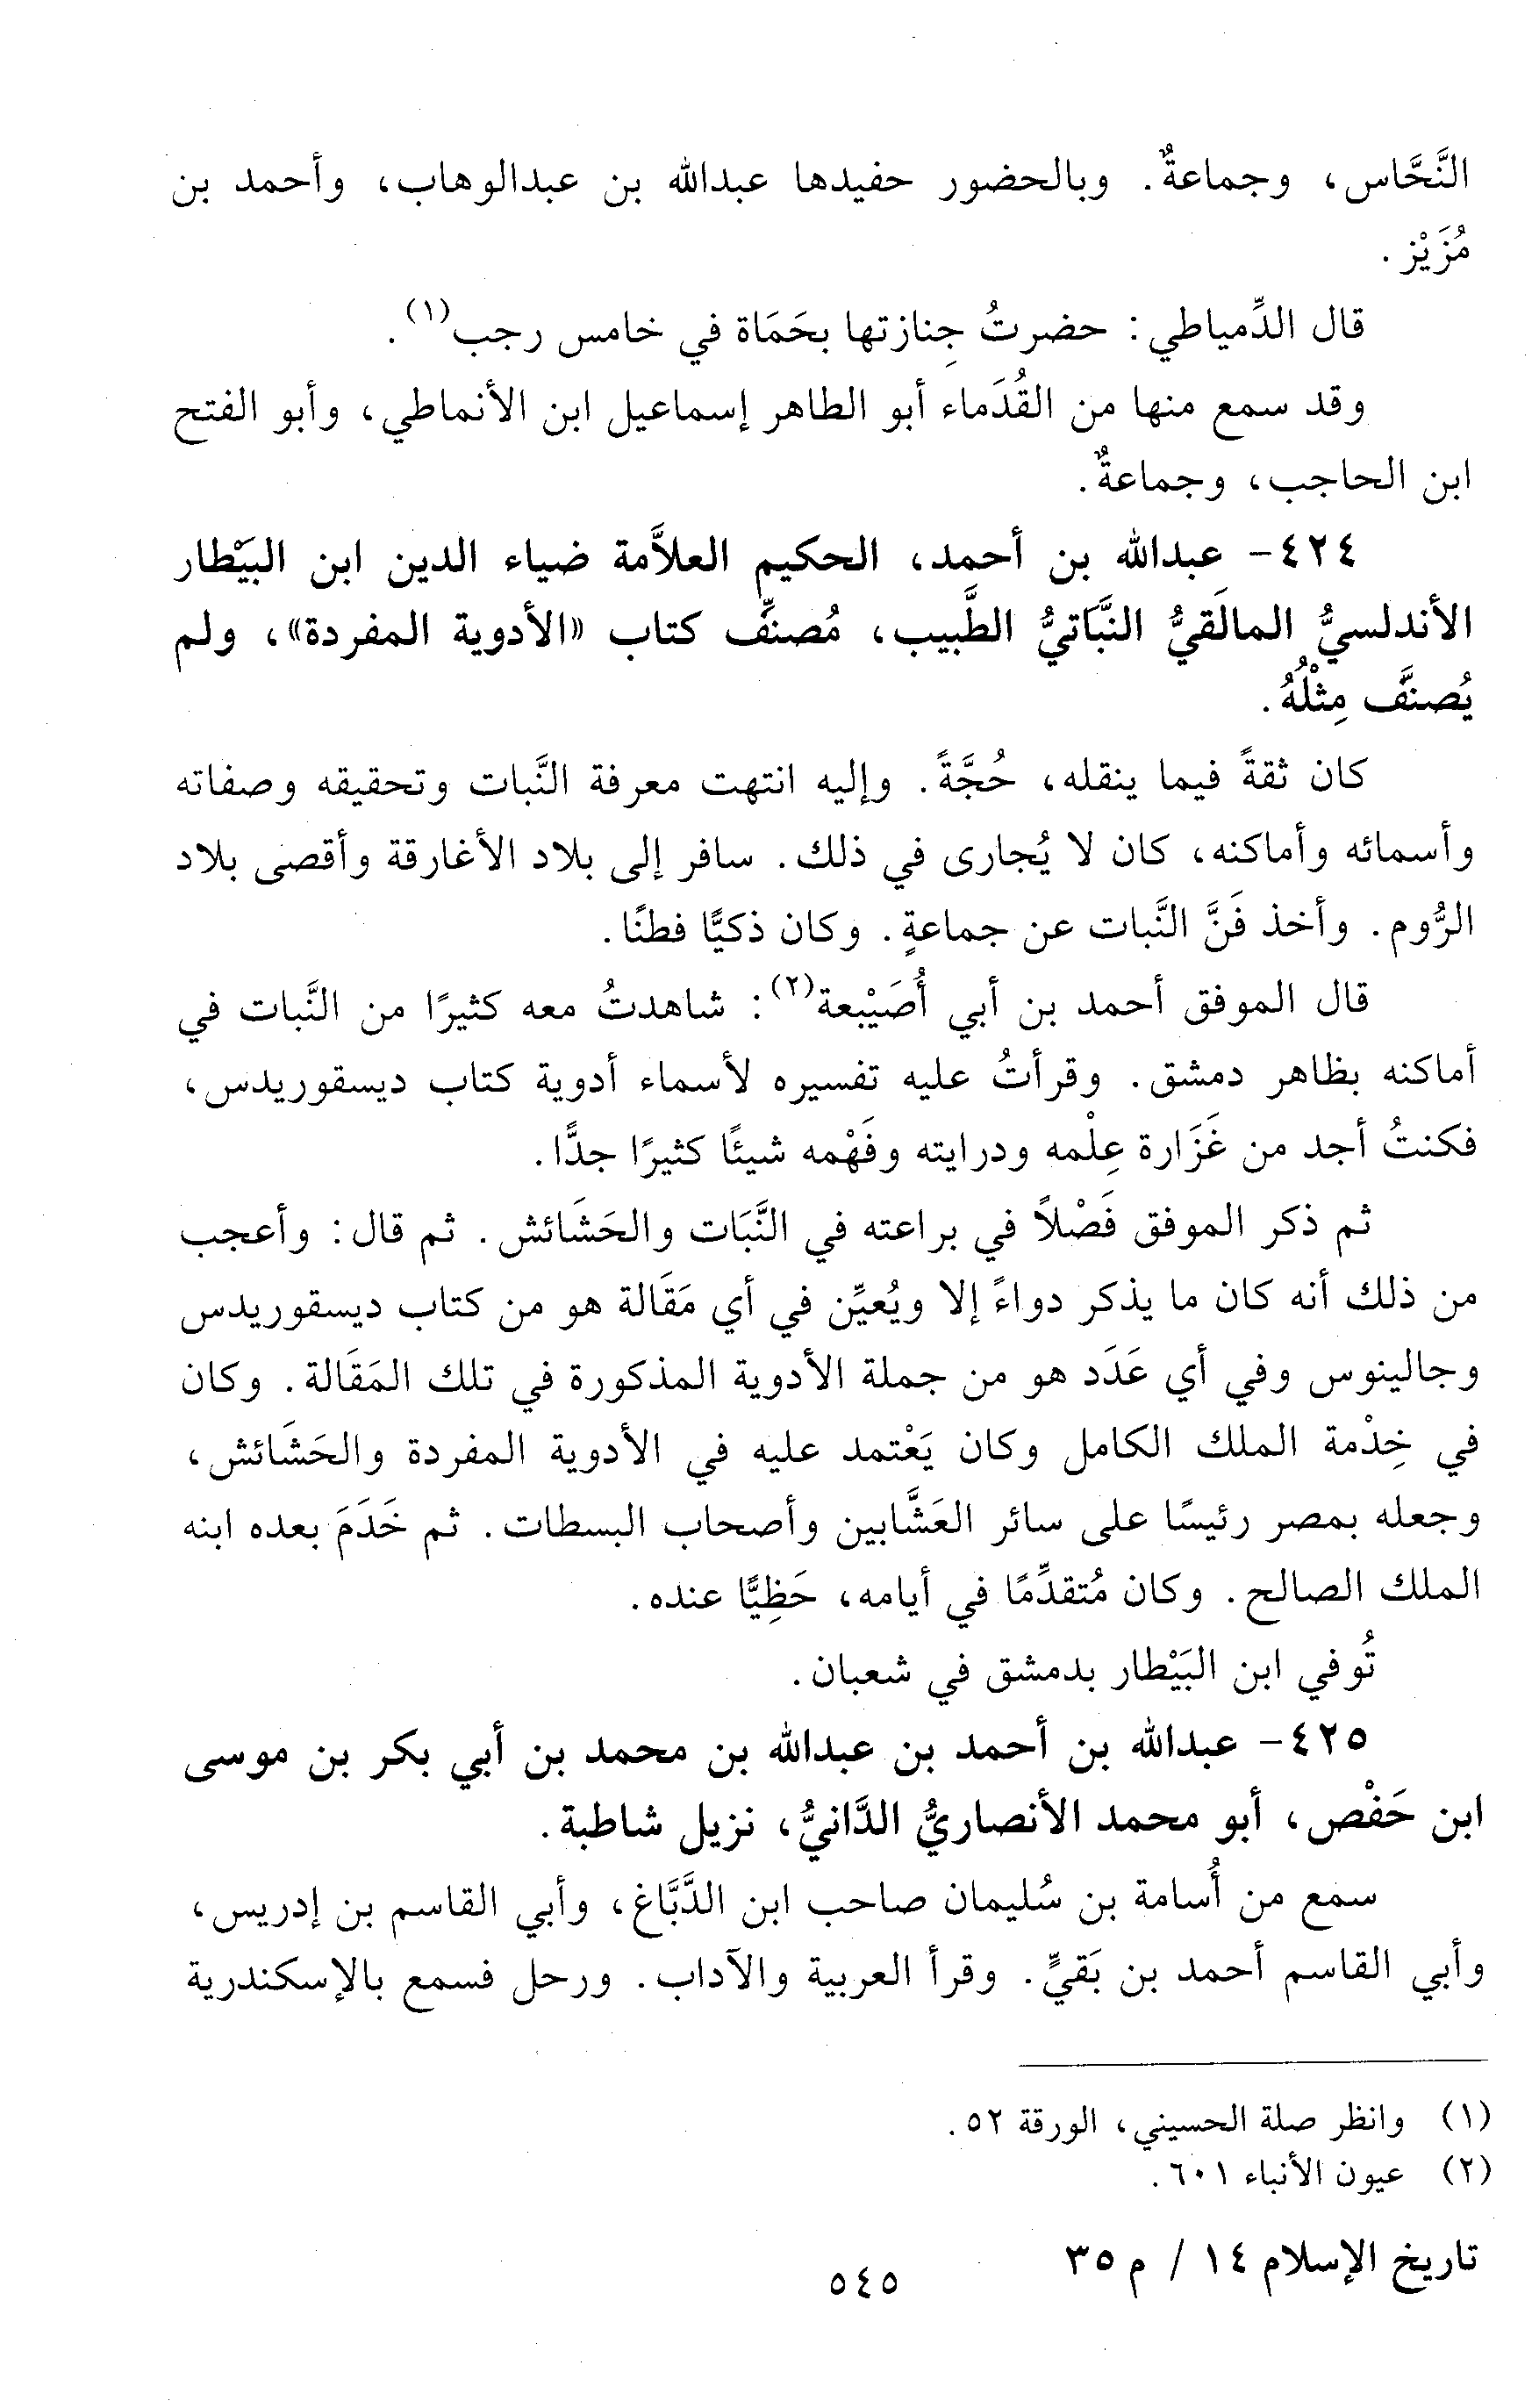 النَّحَّاس، وجماعةٌ. وبالحضور حفيدها عبدالله بن عبدالوهاب، وأحمد بن
مُزَيْز.
قال الدِّمياطي: حضرتُ جِنازتها بحَمَاة في خامس رجب(١).
وقد سمع منها من القُدَماء أبو الطاهر إسماعيل ابن الأنماطي، وأبو الفتح
ابن الحاجب، وجماعةٌ.
٤٢٤- عبدالله بن أحمد، الحكيم العلاَّمة ضياء الدين ابن البَيْطار
الأندلسيُّ المالَقيُّ النَّبَاتيُّ الطَّبيب، مُصنِّف كتاب «الأدوية المفردة»، ولم
يُصنَّف مِثْلُهُ.
كان ثقةً فيما ينقله، حُجَّةً. وإليه انتهت معرفة النَّبات وتحقيقه وصفاته
وأسمائه وأماكنه، كان لا يُجارى في ذلك. سافر إلى بلاد الأغارقة وأقصى بلاد
الرُّوم. وأخذ فَنَّ النَّبات عن جماعةٍ. وكان ذكيًّا فطنًا.
قال الموفق أحمد بن أبي أُصَيْبعة(٢): شاهدتُ معه كثيرًا من النَّبات في
أماكنه بظاهر دمشق. وقرأتُ عليه تفسيره لأسماء أدوية كتاب ديسقوريدس،
فكنتُ أجد من غَزَارة عِلْمه ودرايته وفَهْمه شيئًا كثيرًا جدًّا.
ثم ذكر الموفق فَصْلاً في براعته في النَّبَات والحَشَائش. ثم قال: وأعجب
من ذلك أنه كان ما يذكر دواءً إلا ويُعيِّن في أي مَقَالة هو من كتاب ديسقوريدس
وجالينوس وفي أي عَدَد هو من جملة الأدوية المذكورة في تلك المَقَالة. وكان
في خِدْمة الملك الكامل وكان يَعْتمد عليه في الأدوية المفردة والحَشَائش،
وجعله بمصر رئيسًا على سائر العَشَّابين وأصحاب البسطات. ثم خَدَمَ بعده ابنه
الملك الصالح. وكان مُتقدِّمًا في أيامه، حَظِيًّا عنده.
تُوفي ابن البَيْطار بدمشق في شعبان.
٤٢٥- عبدالله بن أحمد بن عبدالله بن محمد بن أبي بكر بن موسى
ابن حَفْص، أبو محمد الأنصاريُّ الدَّانيُّ، نزيل شاطبة.
سمع من أُسامة بن سُليمان صاحب ابن الدَّبَّاغ، وأبي القاسم بن إدريس،
وأبي القاسم أحمد بن بَقيٍّ. وقرأ العربية والآداب. ورحل فسمع بالإسكندرية
(١) وانظر صلة الحسيني، الورقة ٥٢.
(٢) عيون الأنباء ٦٠١.
تاريخ الإسلام ١٤ / م ٣٥
٥٤٥